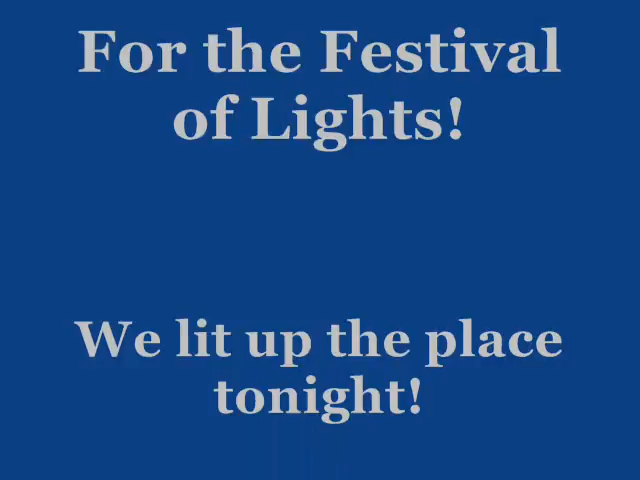 For the Festival
of Lights!
We lit up the place
tonight!